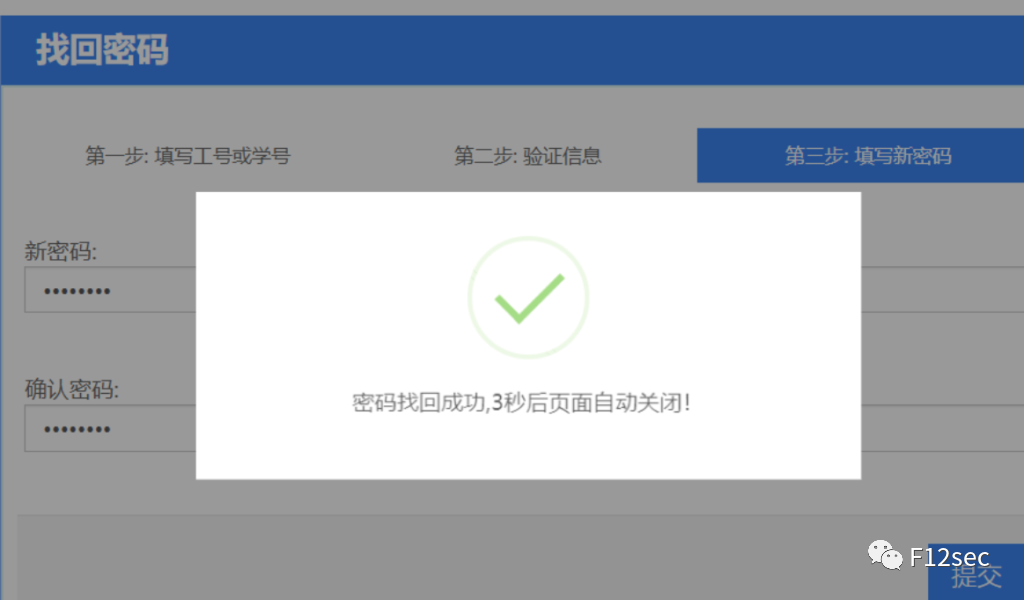 找回密码
第一步: 填写工号或学号
第二步: 验证信息
第三步: 填写新密码
新密码:
••••••••
密码找回成功,3秒后页面自动关闭!
确认密码:
••••••••
F12sec
提交